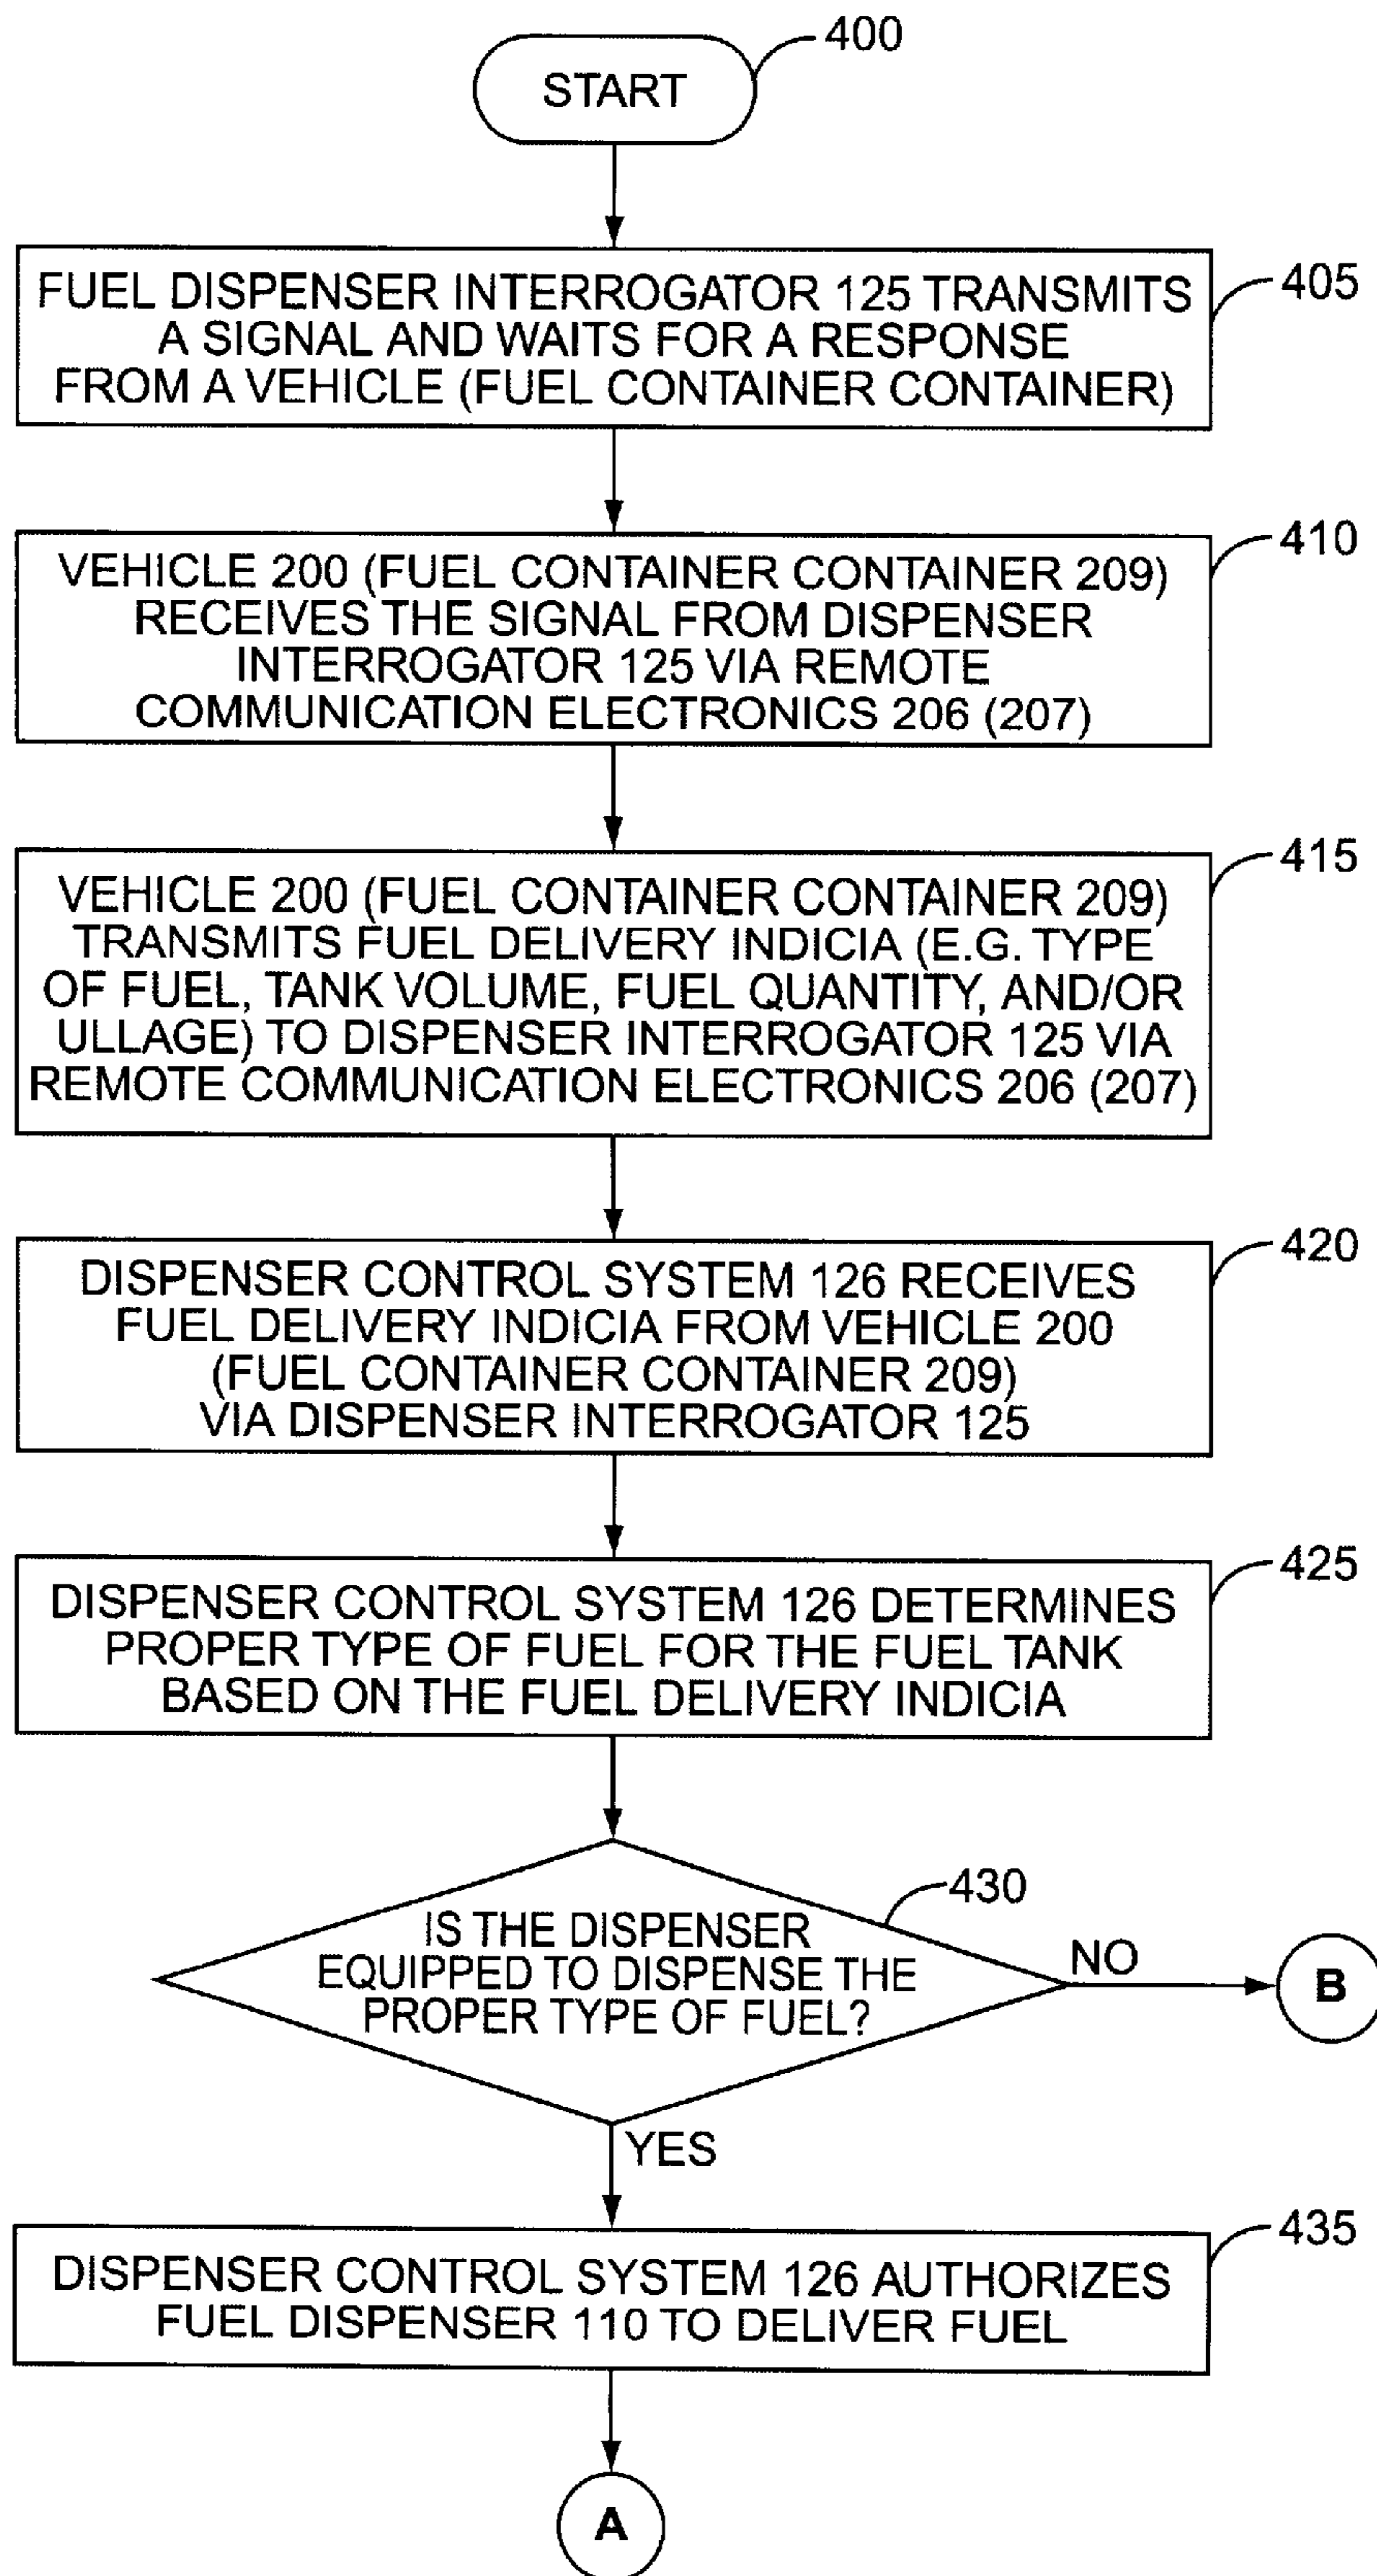 400
START
FUEL DISPENSER INTERROGATOR 125 TRANSMITS
A SIGNAL AND WAITS FOR A RESPONSE
FROM A VEHICLE (FUEL CONTAINER CONTAINER)
405
VEHICLE 200 (FUEL CONTAINER CONTAINER 209)
RECEIVES THE SIGNAL FROM DISPENSER
INTERROGATOR 125 VIA REMOTE
COMMUNICATION ELECTRONICS 206 (207)
410
VEHICLE 200 (FUEL CONTAINER CONTAINER 209)
TRANSMITS FUEL DELIVERY INDICIA (E.G. TYPE
OF FUEL, TANK VOLUME, FUEL QUANTITY, AND/OR
ULLAGE) TO DISPENSER INTERROGATOR 125 VIA
REMOTE COMMUNICATION ELECTRONICS 206 (207)
415
DISPENSER CONTROL SYSTEM 126 RECEIVES
FUEL DELIVERY INDICIA FROM VEHICLE 200
(FUEL CONTAINER CONTAINER 209)
VIA DISPENSER INTERROGATOR 125
420
DISPENSER CONTROL SYSTEM 126 DETERMINES
PROPER TYPE OF FUEL FOR THE FUEL TANK
BASED ON THE FUEL DELIVERY INDICIA
425
IS THE DISPENSER
EQUIPPED TO DISPENSE THE
PROPER TYPE OF FUEL?
430
NO
B
YES
DISPENSER CONTROL SYSTEM 126 AUTHORIZES
FUEL DISPENSER 110 TO DELIVER FUEL
435
A